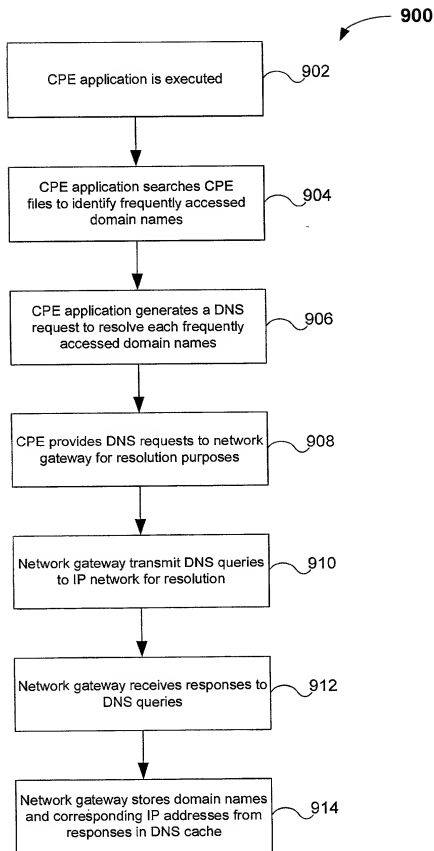 900
CPE application is executed
902
CPE application searches CPE
files to identify frequently accessed
domain names
904
CPE application generates a DNS
request to resolve each frequently
accessed domain names
906
CPE provides DNS requests to network
gateway for resolution purposes
908
Network gateway transmit DNS queries
to IP network for resolution
910
Network gateway receives responses to
DNS queries
912
Network gateway stores domain names
and corresponding IP addresses from
responses in DNS cache
914